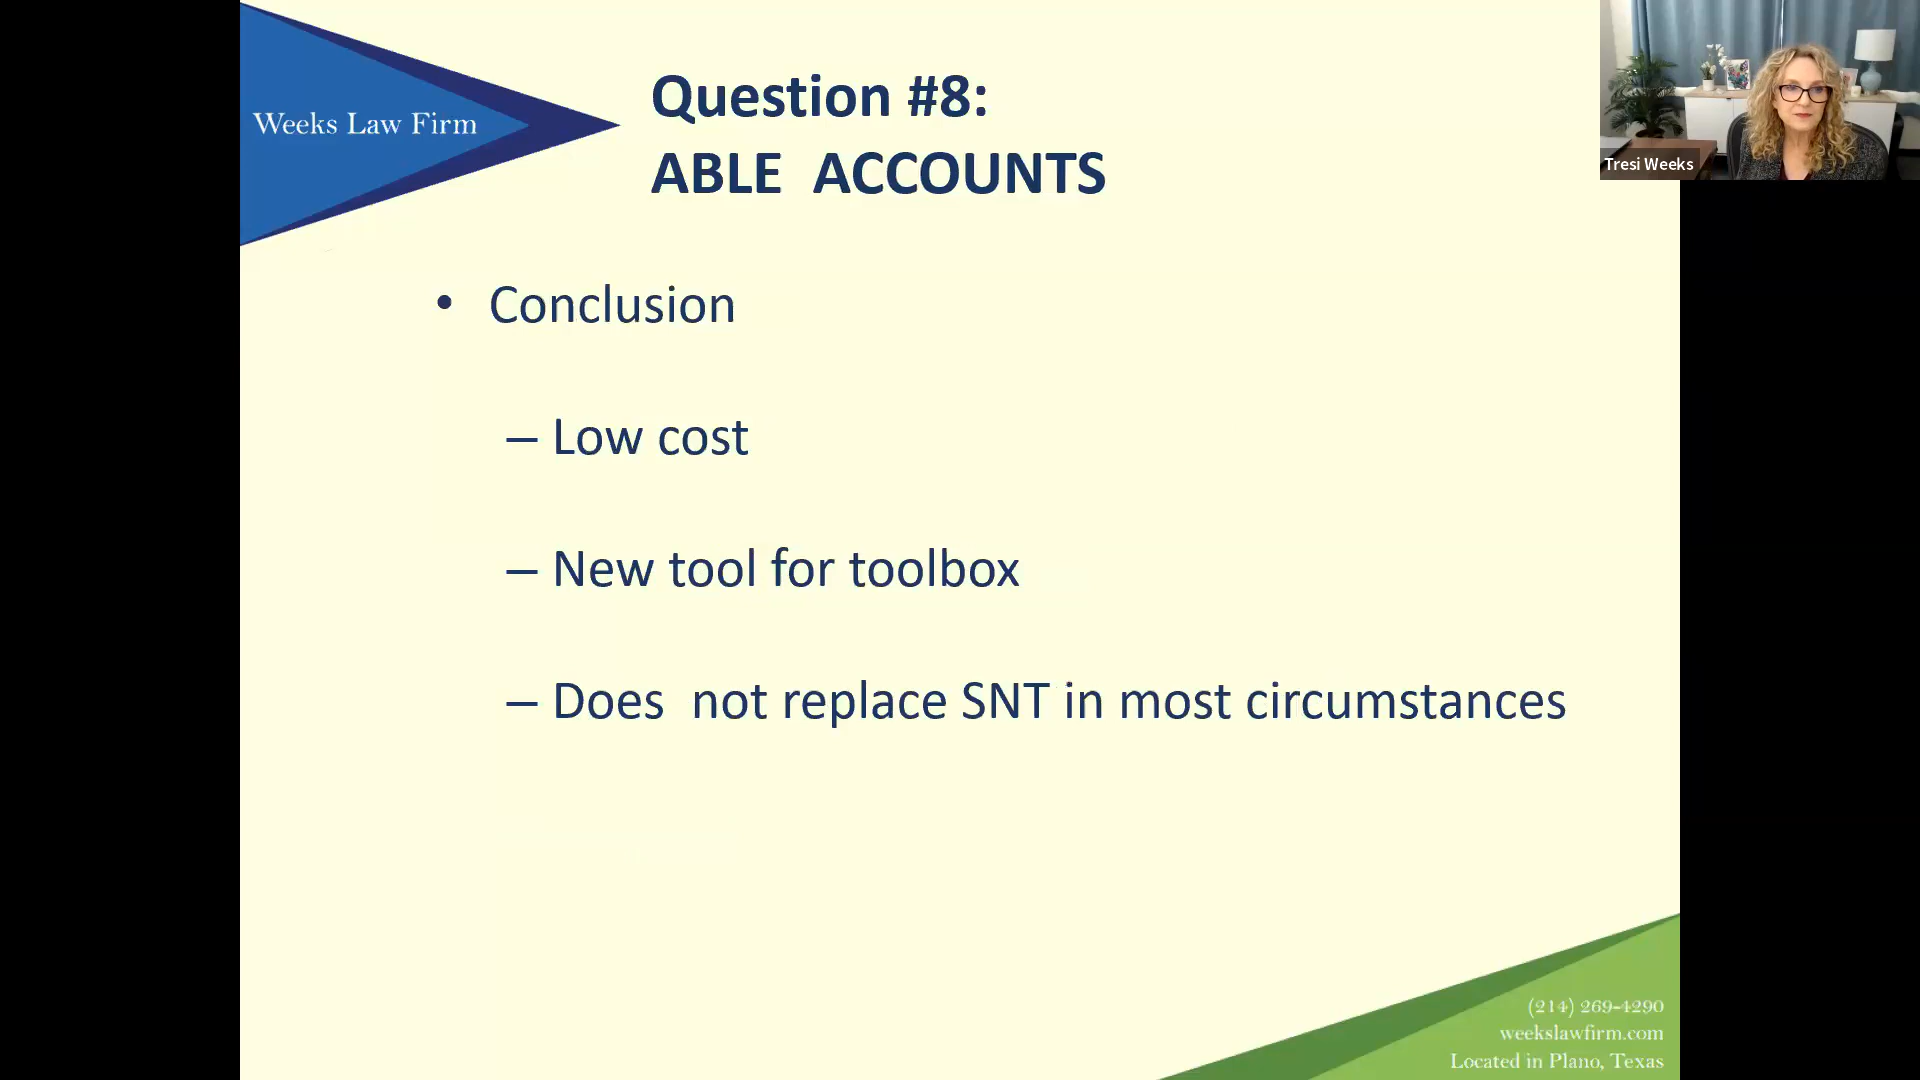 Weeks Law Firm
Question #8:
ABLE  ACCOUNTS
Tresi Weeks
• Conclusion
– Low cost
– New tool for toolbox
– Does  not replace SNT in most circumstances
(214) 269-4290
weekslawfirm.com
Located in Plano, Texas